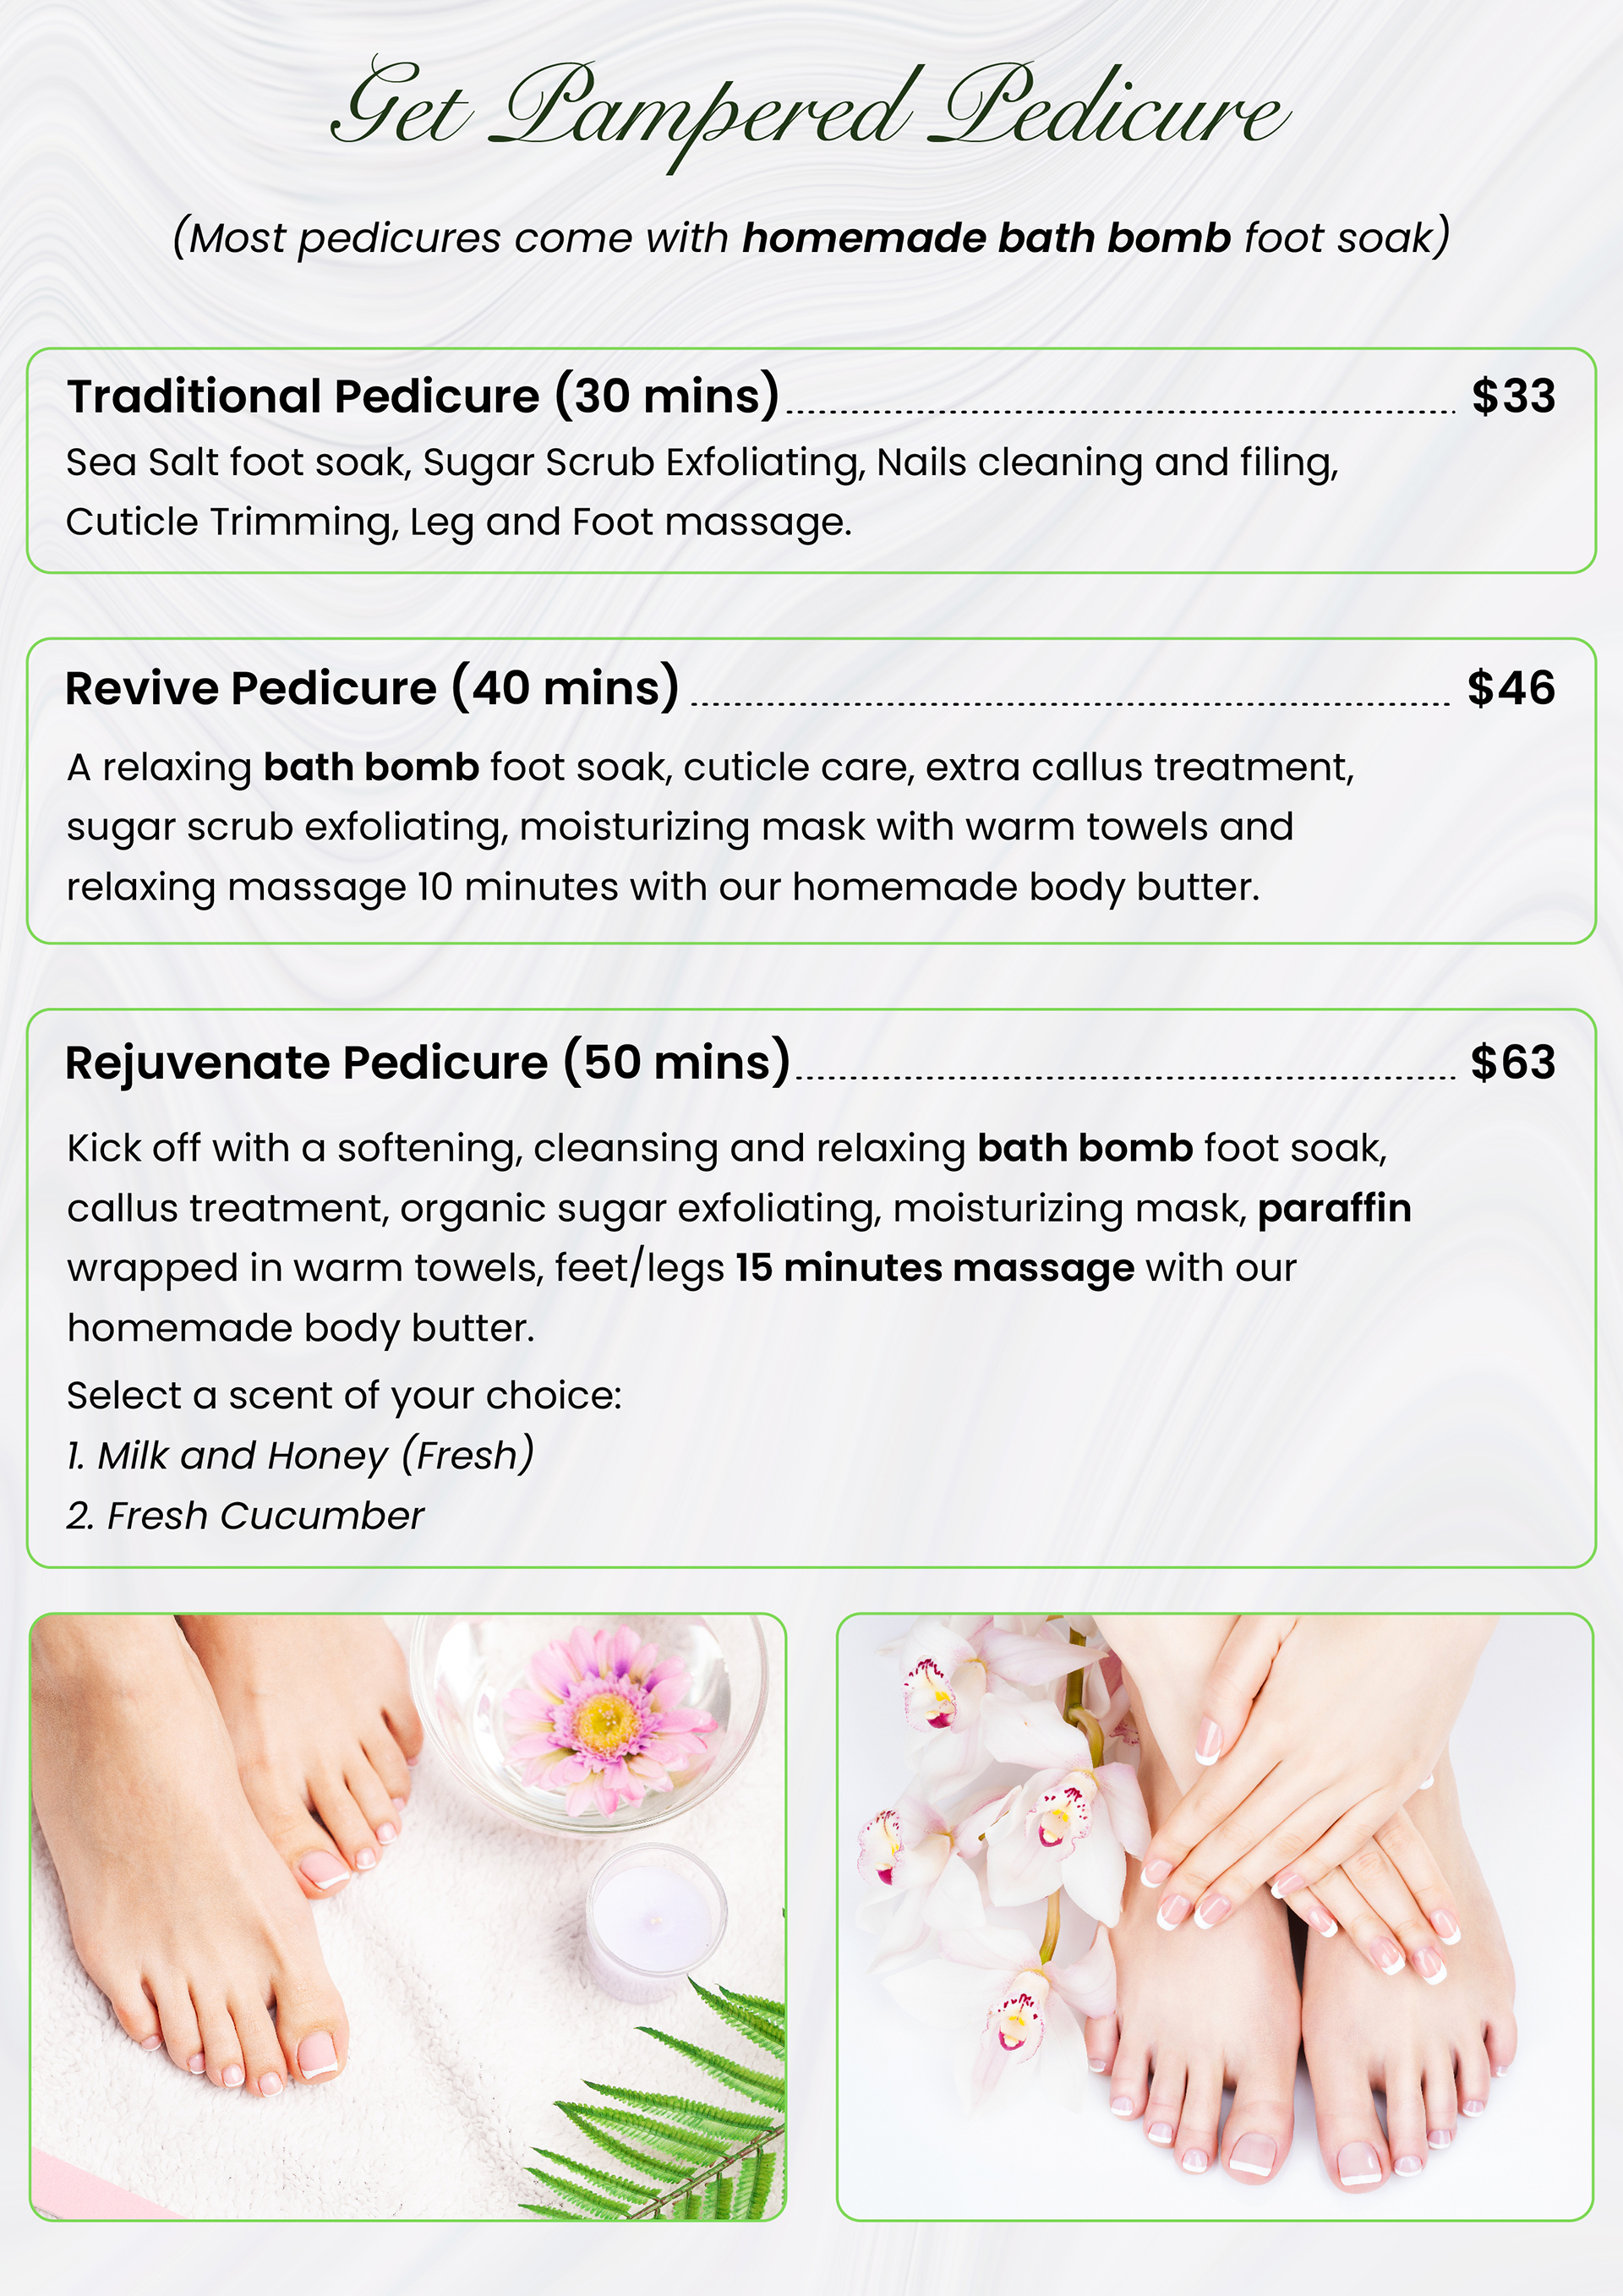 Get Pampered Pedicure
(Most pedicures come with homemade bath bomb foot soak)
Traditional Pedicure (30 mins) $33
Sea Salt foot soak, Sugar Scrub Exfoliating, Nails cleaning and filing,
Cuticle Trimming, Leg and Foot massage.
Revive Pedicure (40 mins) $46
A relaxing bath bomb foot soak, cuticle care, extra callus treatment,
sugar scrub exfoliating, moisturizing mask with warm towels and
relaxing massage 10 minutes with our homemade body butter.
Rejuvenate Pedicure (50 mins) $63
Kick off with a softening, cleansing and relaxing bath bomb foot soak,
callus treatment, organic sugar exfoliating, moisturizing mask, paraffin
wrapped in warm towels, feet/legs 15 minutes massage with our
homemade body butter.
Select a scent of your choice:
1. Milk and Honey (Fresh)
2. Fresh Cucumber